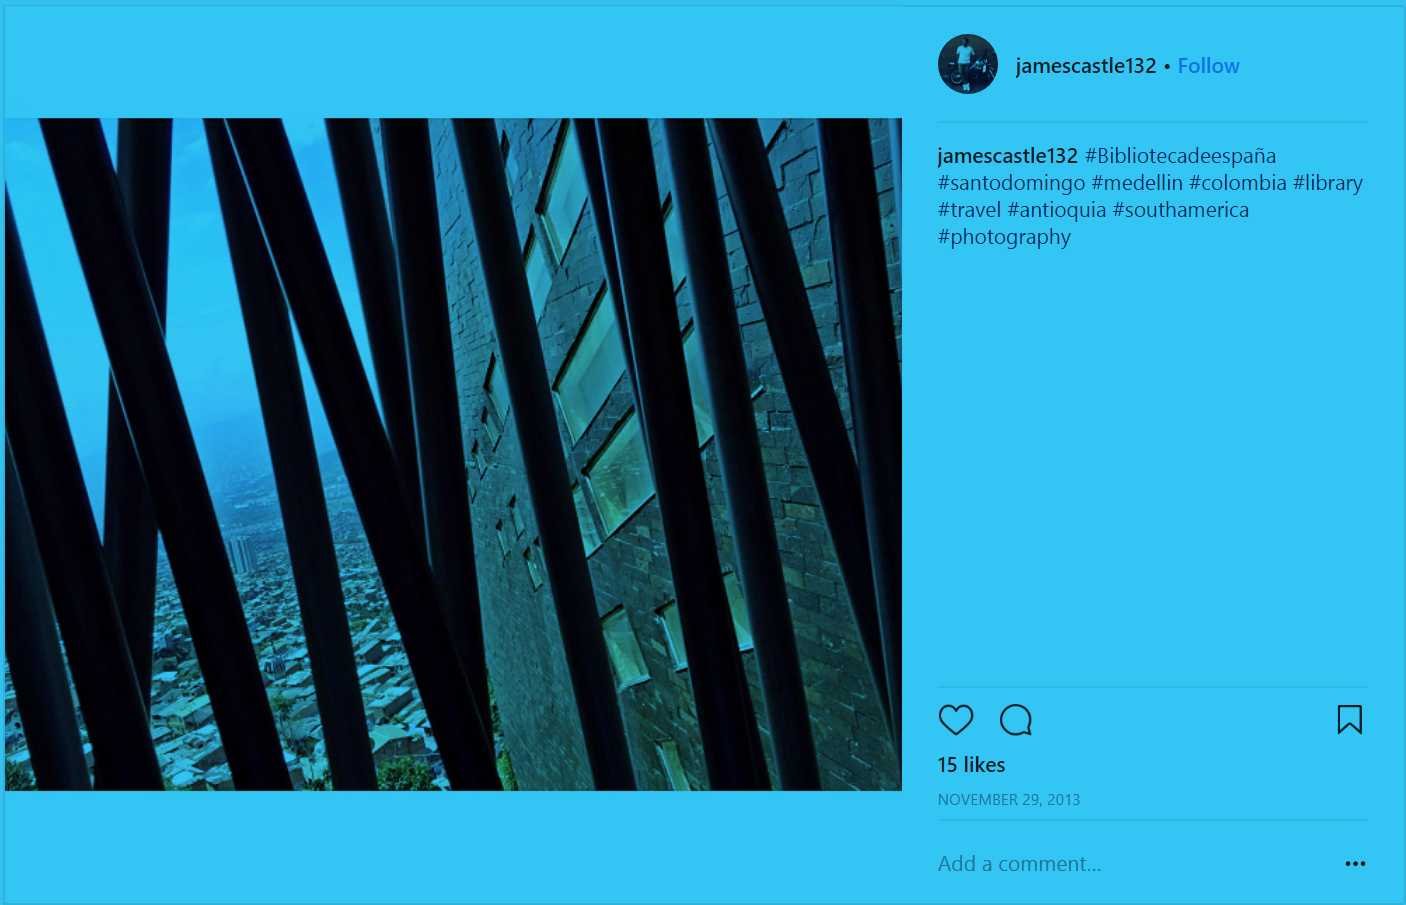 jamescastle132 • Follow
jamescastle132 #Bibliotecadeespaña
#santodomingo #medellin #colombia #library
#travel #antioquia #southamerica
#photography
15 likes
NOVEMBER 29, 2013
Add a comment...